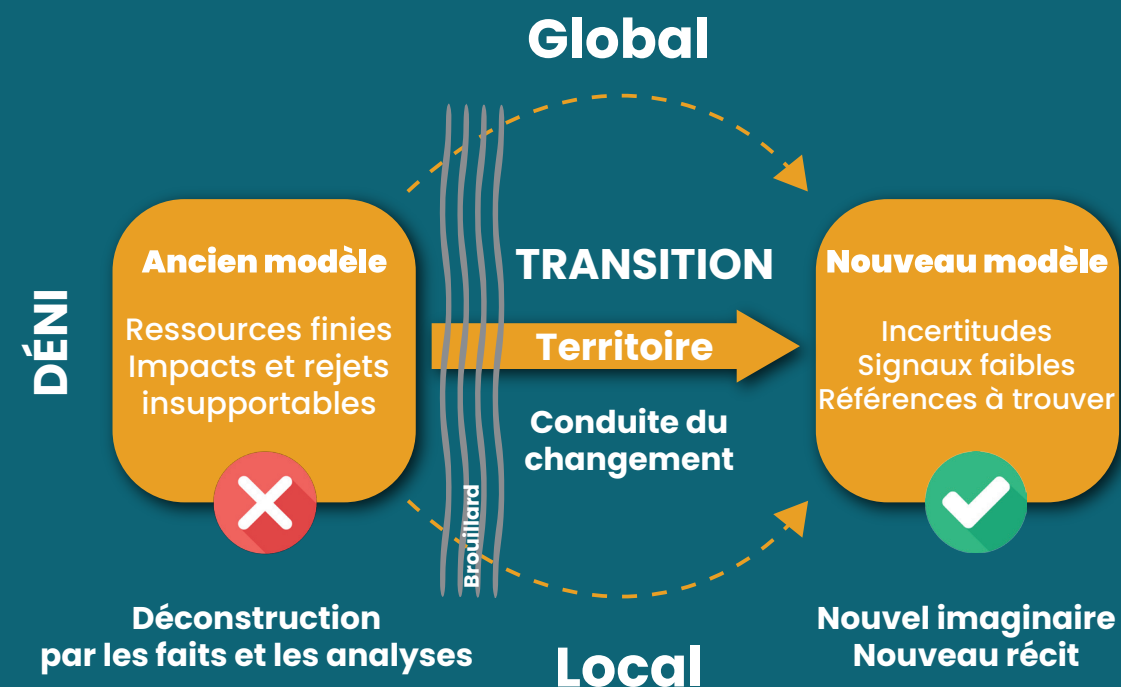 Global
DÉNI
Ancien modèle
Ressources finies
Impacts et rejets
insupportables
Brouillard
TRANSITION
Territoire
Conduite du
changement
Nouveau modèle
Incertitudes
Signaux faibles
Références à trouver
Déconstruction
par les faits et les analyses
Local
Nouvel imaginaire
Nouveau récit